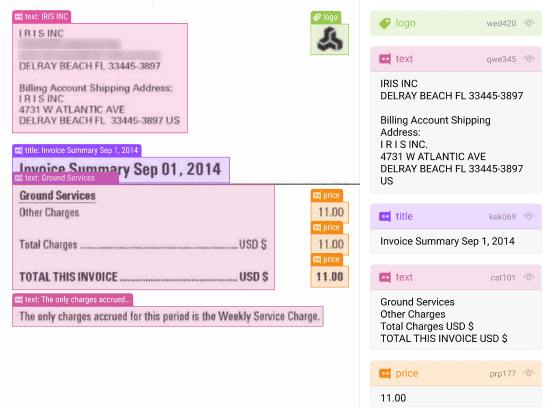 text: IRIS INC
logo
I R I S INC
DELRAY BEACH FL 33445-3897
Billing Account Shipping Address:
I R I S INC
4731 W ATLANTIC AVE
DELRAY BEACH FL 33445-3897 US
title: Invoice Summary Sep 1, 2014
Invoice Summary Sep 01, 2014
text: Ground Services
Ground Services
price
Other Charges 11.00
price
Total Charges ................ USD $ 11.00
price
TOTAL THIS INVOICE ................ USD $ 11.00
text: The only charges accrued...
The only charges accrued for this period is the Weekly Service Charge.
logo wed420
text qwe345
IRIS INC
DELRAY BEACH FL 33445-3897
Billing Account Shipping
Address:
I R I S INC.
4731 W ATLANTIC AVE
DELRAY BEACH FL 33445-3897
US
title kek069
Invoice Summary Sep 1, 2014
text cst101
Ground Services
Other Charges
Total Charges USD $
TOTAL THIS INVOICE USD $
price prp177
11.00